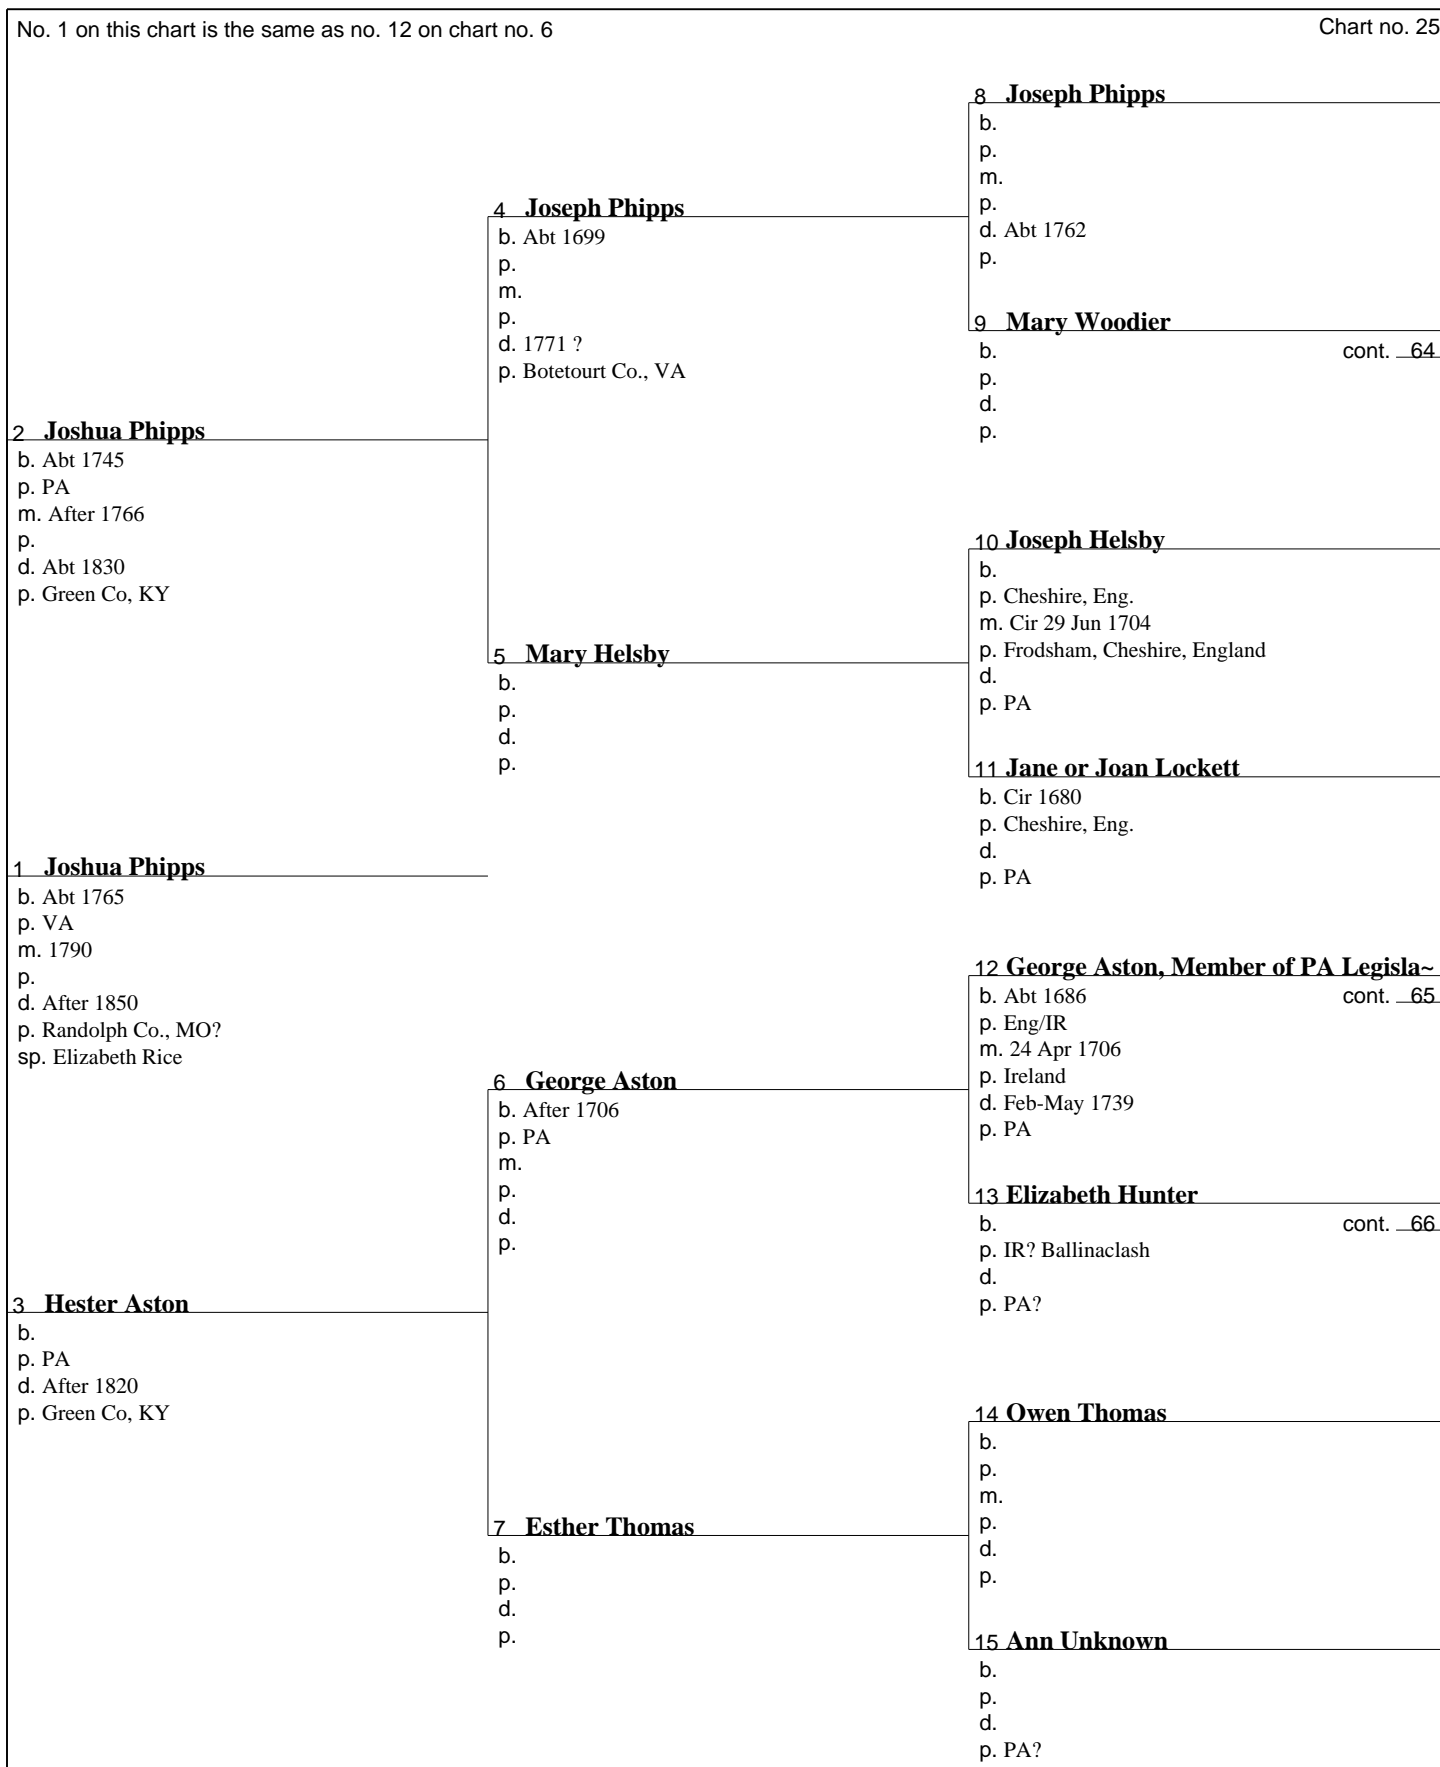 No. 1 on this chart is the same as no. 12 on chart no. 6
Chart no. 25
8 Joseph Phipps
b.
p.
m.
p.
d. Abt 1762
p.
4 Joseph Phipps
b. Abt 1699
p.
m.
p.
d. 1771 ?
p. Botetourt Co., VA
9 Mary Woodier
b. cont. 64
p.
d.
p.
2 Joshua Phipps
b. Abt 1745
p. PA
m. After 1766
p.
d. Abt 1830
p. Green Co, KY
10 Joseph Helsby
b.
p. Cheshire, Eng.
m. Cir 29 Jun 1704
p. Frodsham, Cheshire, England
d.
p. PA
5 Mary Helsby
b.
p.
d.
p.
11 Jane or Joan Lockett
b. Cir 1680
p. Cheshire, Eng.
d.
p. PA
1 Joshua Phipps
b. Abt 1765
p. VA
m. 1790
p.
d. After 1850
p. Randolph Co., MO?
sp. Elizabeth Rice
12 George Aston, Member of PA Legisla~
b. Abt 1686 cont. 65
p. Eng/IR
m. 24 Apr 1706
p. Ireland
d. Feb-May 1739
p. PA
6 George Aston
b. After 1706
p. PA
m.
p.
d.
p.
13 Elizabeth Hunter
b. cont. 66
p. IR? Ballinaclash
d.
p. PA?
3 Hester Aston
b.
p. PA
d. After 1820
p. Green Co, KY
14 Owen Thomas
b.
p.
m.
p.
d.
p.
7 Esther Thomas
b.
p.
d.
p.
15 Ann Unknown
b.
p.
d.
p. PA?